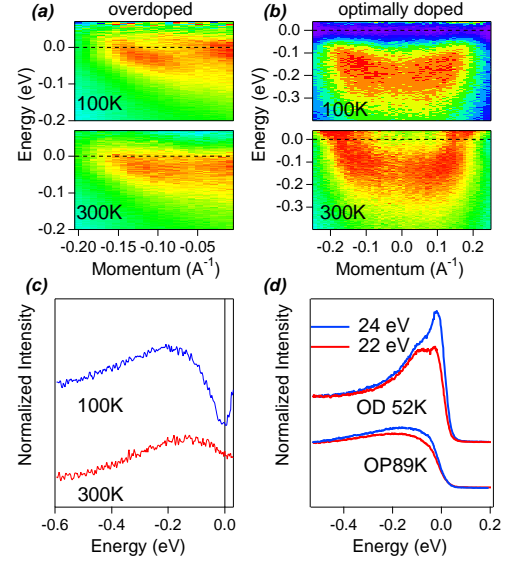 (a) overdoped
(b) optimally doped
Energy (eV)
0.0
-0.1
-0.2
100K
0.0
-0.1
-0.2
300K
-0.20 -0.15 -0.10 -0.05
Momentum (A⁻¹)
Energy (eV)
0.0
-0.1
-0.2
-0.3
100K
0.0
-0.1
-0.2
-0.3
300K
-0.2 -0.1 0.0 0.1 0.2
Momentum (A⁻¹)
(c)
Normalized Intensity
100K
300K
-0.6 -0.4 -0.2 0.0
Energy (eV)
(d)
Normalized Intensity
24 eV
22 eV
OD 52K
OP89K
-0.4 -0.2 0.0 0.2
Energy (eV)